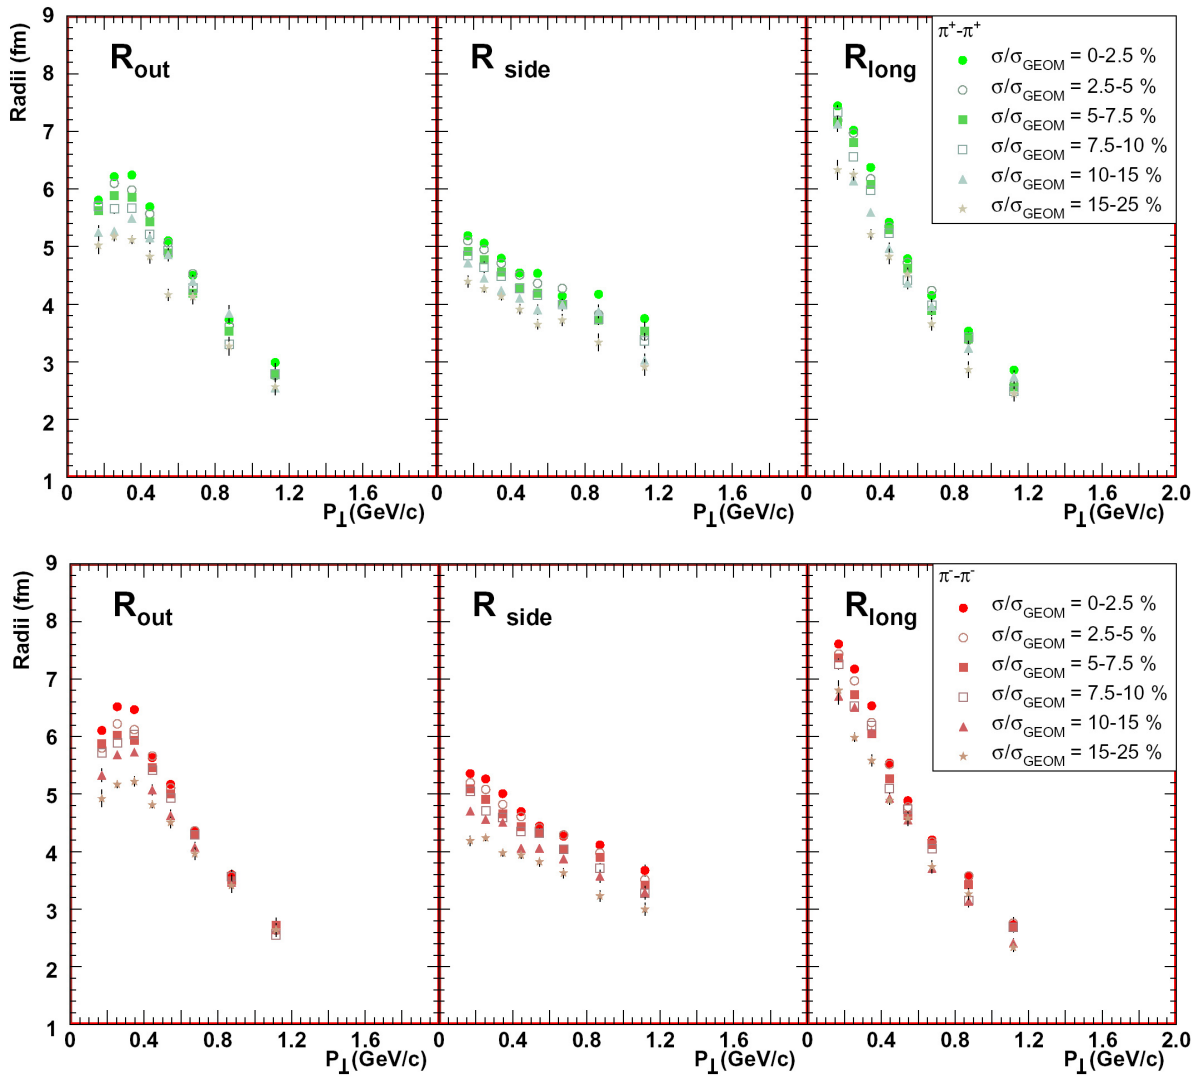 9
8
7
6
5
4
3
2
1
Radii (fm)
R out
R side
R long
π⁺-π⁺
σ/σGEOM = 0-2.5 %
σ/σGEOM = 2.5-5 %
σ/σGEOM = 5-7.5 %
σ/σGEOM = 7.5-10 %
σ/σGEOM = 10-15 %
σ/σGEOM = 15-25 %
0 0.4 0.8 1.2 1.6 0 0.4 0.8 1.2 1.6 0 0.4 0.8 1.2 1.6 2.0
P⊥(GeV/c) P⊥(GeV/c) P⊥(GeV/c)
9
8
7
6
5
4
3
2
1
Radii (fm)
R out
R side
R long
π⁻-π⁻
σ/σGEOM = 0-2.5 %
σ/σGEOM = 2.5-5 %
σ/σGEOM = 5-7.5 %
σ/σGEOM = 7.5-10 %
σ/σGEOM = 10-15 %
σ/σGEOM = 15-25 %
0 0.4 0.8 1.2 1.6 0 0.4 0.8 1.2 1.6 0 0.4 0.8 1.2 1.6 2.0
P⊥(GeV/c) P⊥(GeV/c) P⊥(GeV/c)